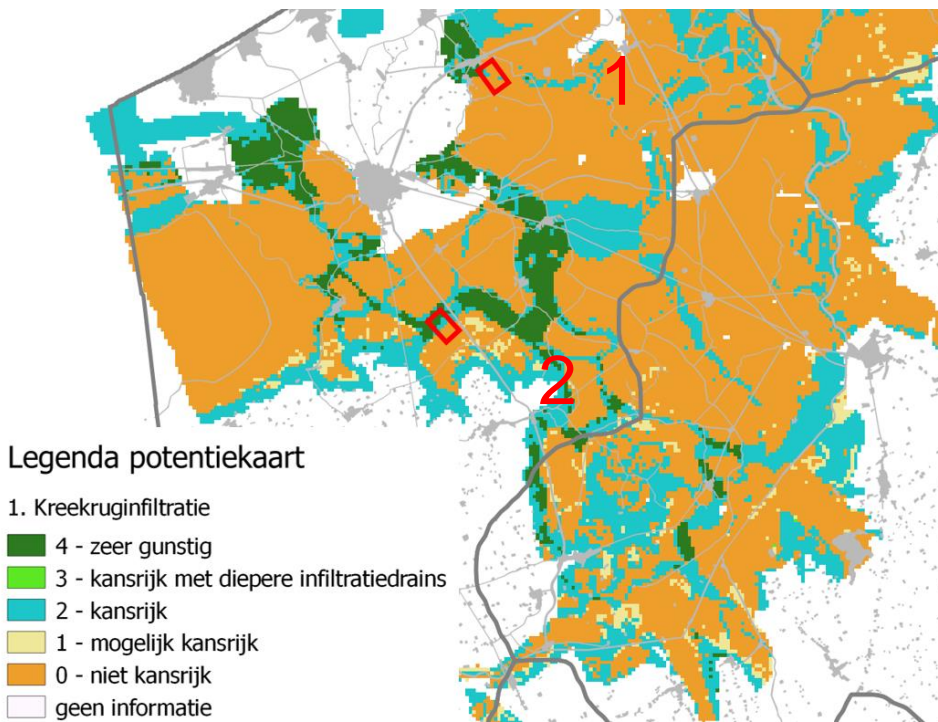 1
2
Legenda potentiekaart
1. Kreekruginfiltratie
4 - zeer gunstig
3 - kansrijk met diepere infiltratiedrains
2 - kansrijk
1 - mogelijk kansrijk
0 - niet kansrijk
geen informatie